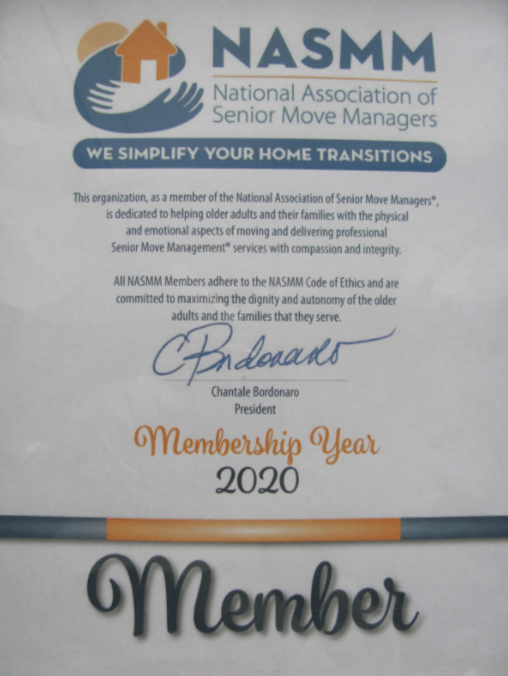 NASMM
National Association of
Senior Move Managers
WE SIMPLIFY YOUR HOME TRANSITIONS
This organization, as a member of the National Association of Senior Move Managers®,
is dedicated to helping older adults and their families with the physical
and emotional aspects of moving and delivering professional
Senior Move Management® services with compassion and integrity.
All NASMM Members adhere to the NASMM Code of Ethics and are
committed to maximizing the dignity and autonomy of the older
adults and the families that they serve.
C Bordonaro
Chantale Bordonaro
President
Membership Year
2020
Member